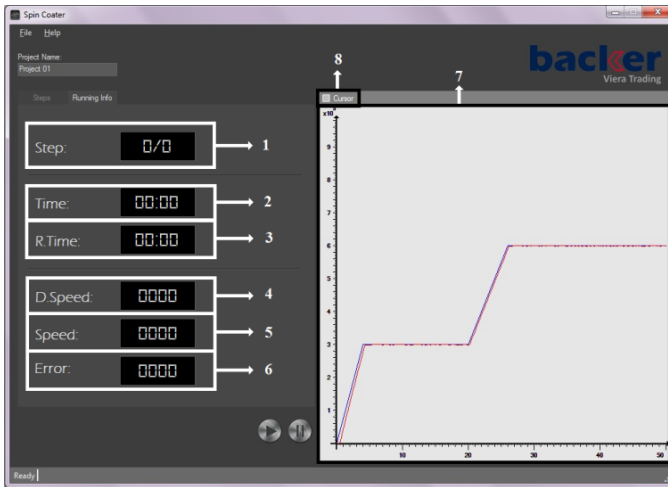 Spin Coater
File Help
Project Name:
Project 01
backer
Viera Trading
8
7
Steps Running Info
Cursor
x10
Step: 0/0 1
Time: 00:00 2
R.Time: 00:00 3
D.Speed: 0000 4
Speed: 0000 5
Error: 0000 6
9
8
7
6
5
4
3
2
1
10 20 30 40 50
Ready